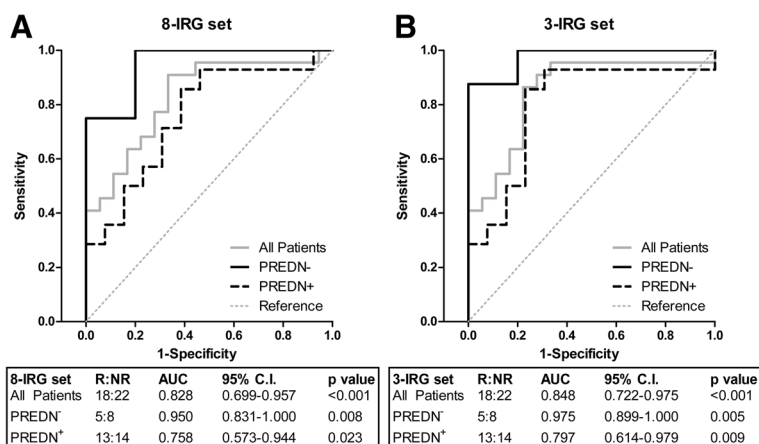 A
8-IRG set
1.0
0.8
0.6
0.4
0.2
0.0
Sensitivity
All Patients
PREDN-
PREDN+
Reference
0.0 0.2 0.4 0.6 0.8 1.0
1-Specificity
8-IRG set R:NR AUC 95% C.I. p value
All Patients 18:22 0.828 0.699-0.957 <0.001
PREDN⁻ 5:8 0.950 0.831-1.000 0.008
PREDN⁺ 13:14 0.758 0.573-0.944 0.023
B
3-IRG set
1.0
0.8
0.6
0.4
0.2
0.0
Sensitivity
All Patients
PREDN-
PREDN+
Reference
0.0 0.2 0.4 0.6 0.8 1.0
1-Specificity
3-IRG set R:NR AUC 95% C.I. p value
All Patients 18:22 0.848 0.722-0.975 <0.001
PREDN⁻ 5:8 0.975 0.899-1.000 0.005
PREDN⁺ 13:14 0.797 0.614-0.979 0.009